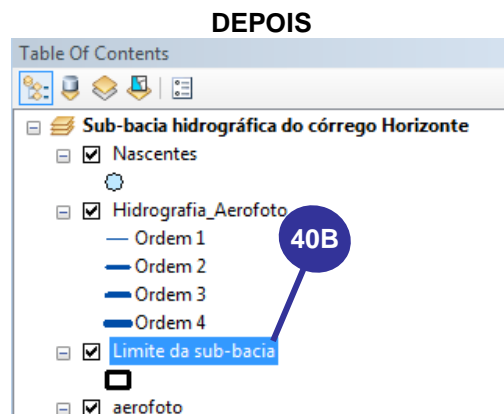 DEPOIS
Table Of Contents
Sub-bacia hidrográfica do córrego Horizonte
Nascentes
Hidrografia_Aerofoto
Ordem 1
40B
Ordem 2
Ordem 3
Ordem 4
Limite da sub-bacia
aerofoto